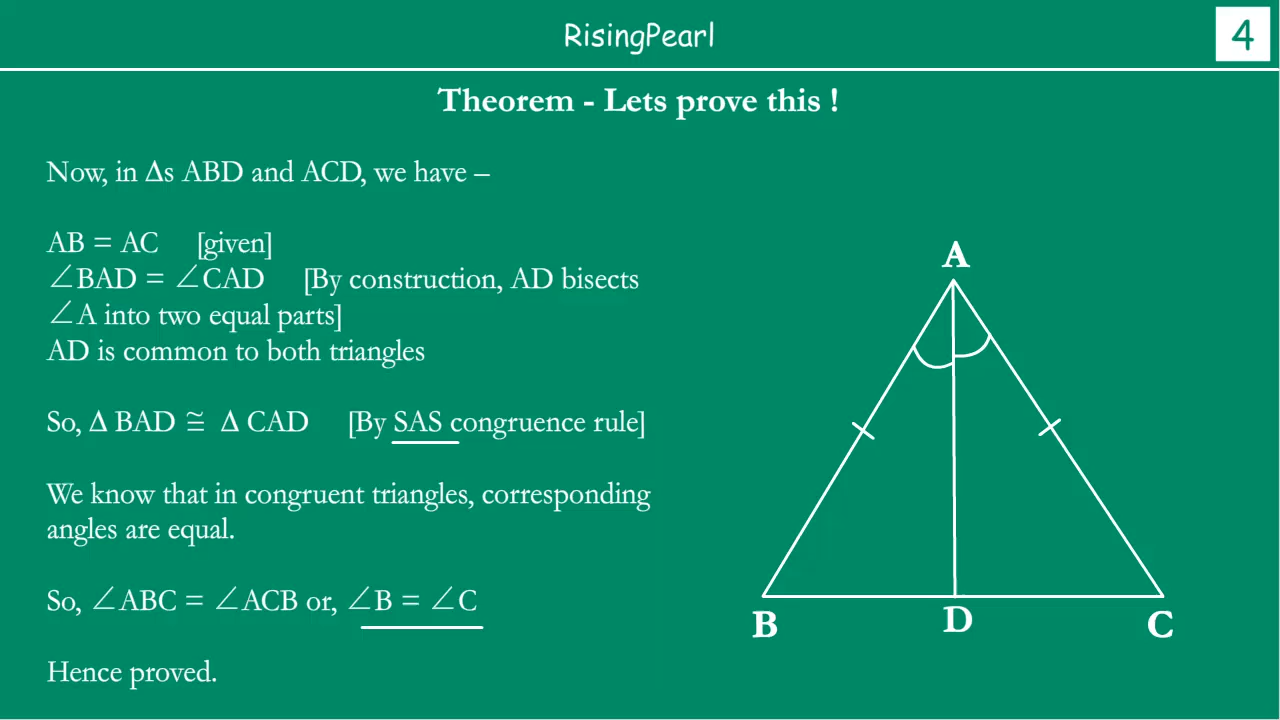 RisingPearl
4
Theorem - Lets prove this !
Now, in Δs ABD and ACD, we have –
AB = AC [given]
∠BAD = ∠CAD [By construction, AD bisects
∠A into two equal parts]
AD is common to both triangles
So, Δ BAD ≅ Δ CAD [By SAS congruence rule]
We know that in congruent triangles, corresponding
angles are equal.
So, ∠ABC = ∠ACB or, ∠B = ∠C
Hence proved.
A
B
D
C